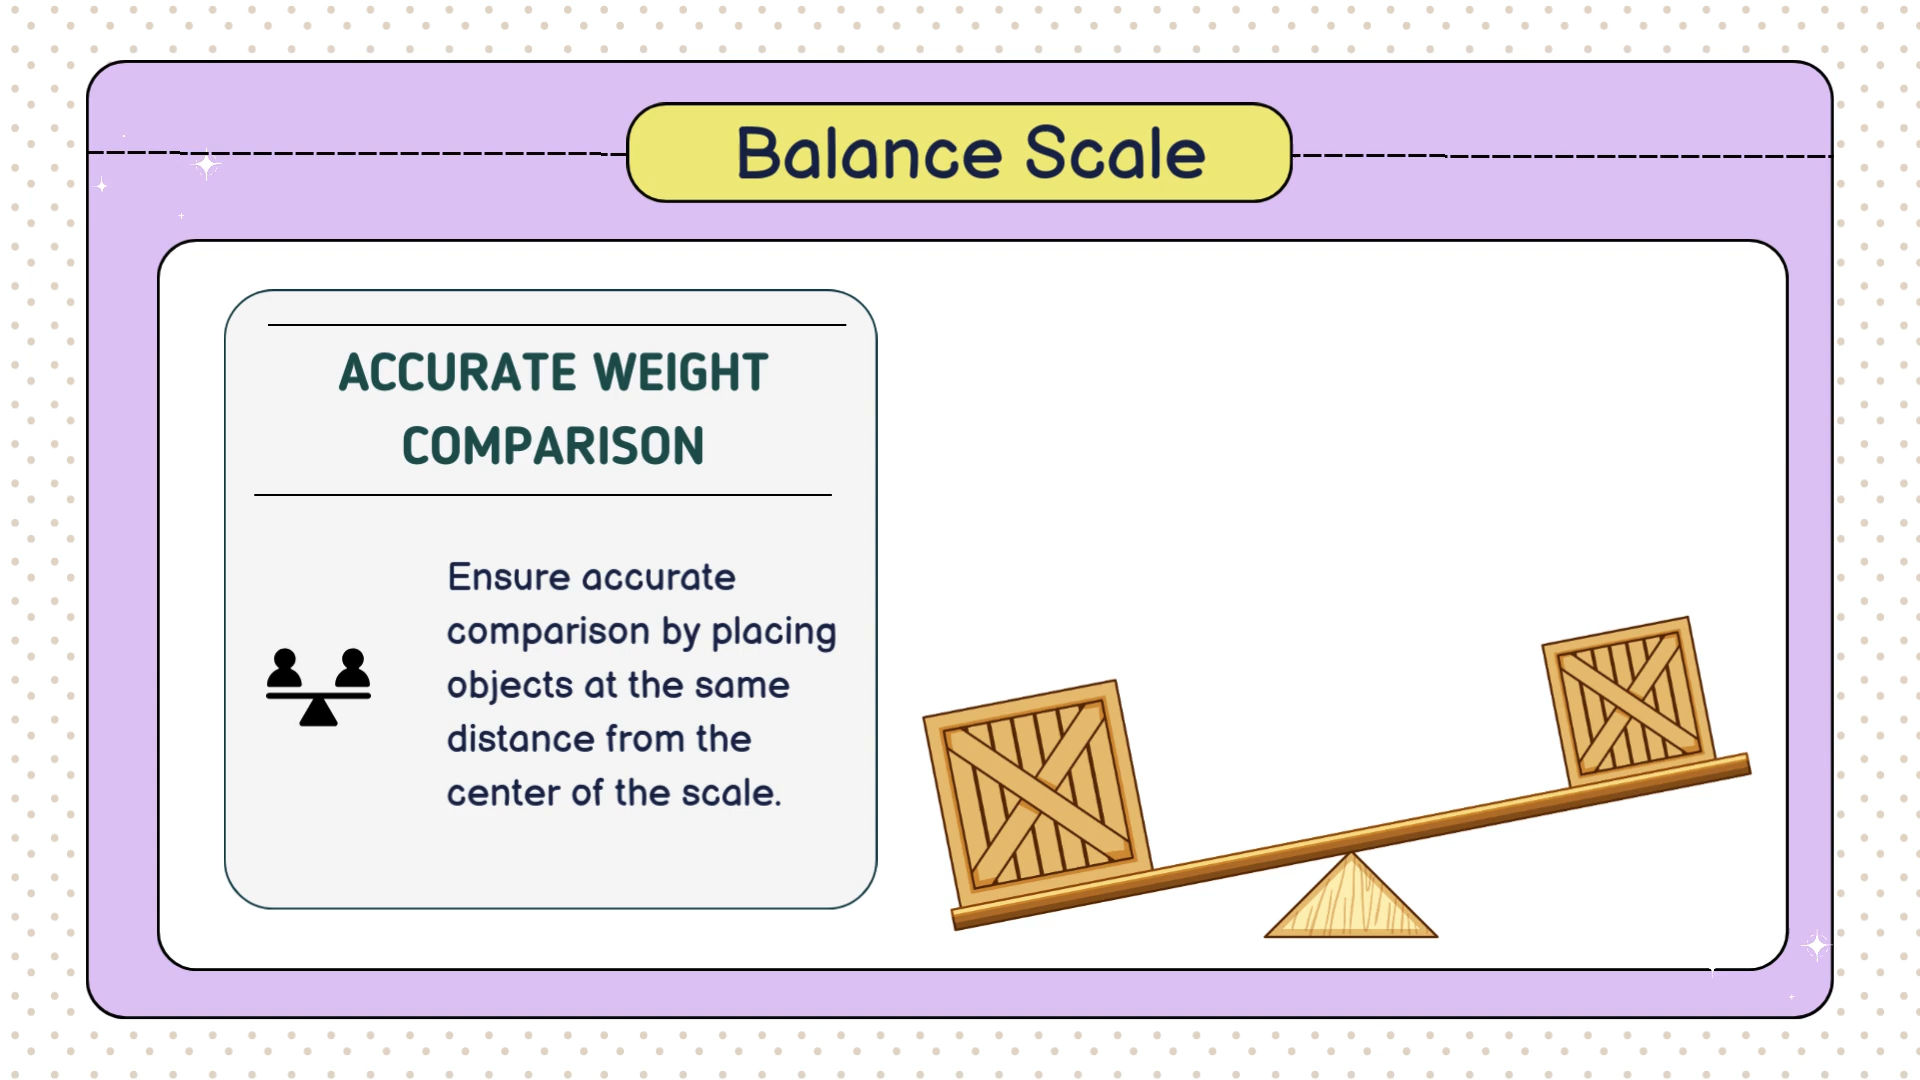 Balance Scale
ACCURATE WEIGHT
COMPARISON
Ensure accurate
comparison by placing
objects at the same
distance from the
center of the scale.